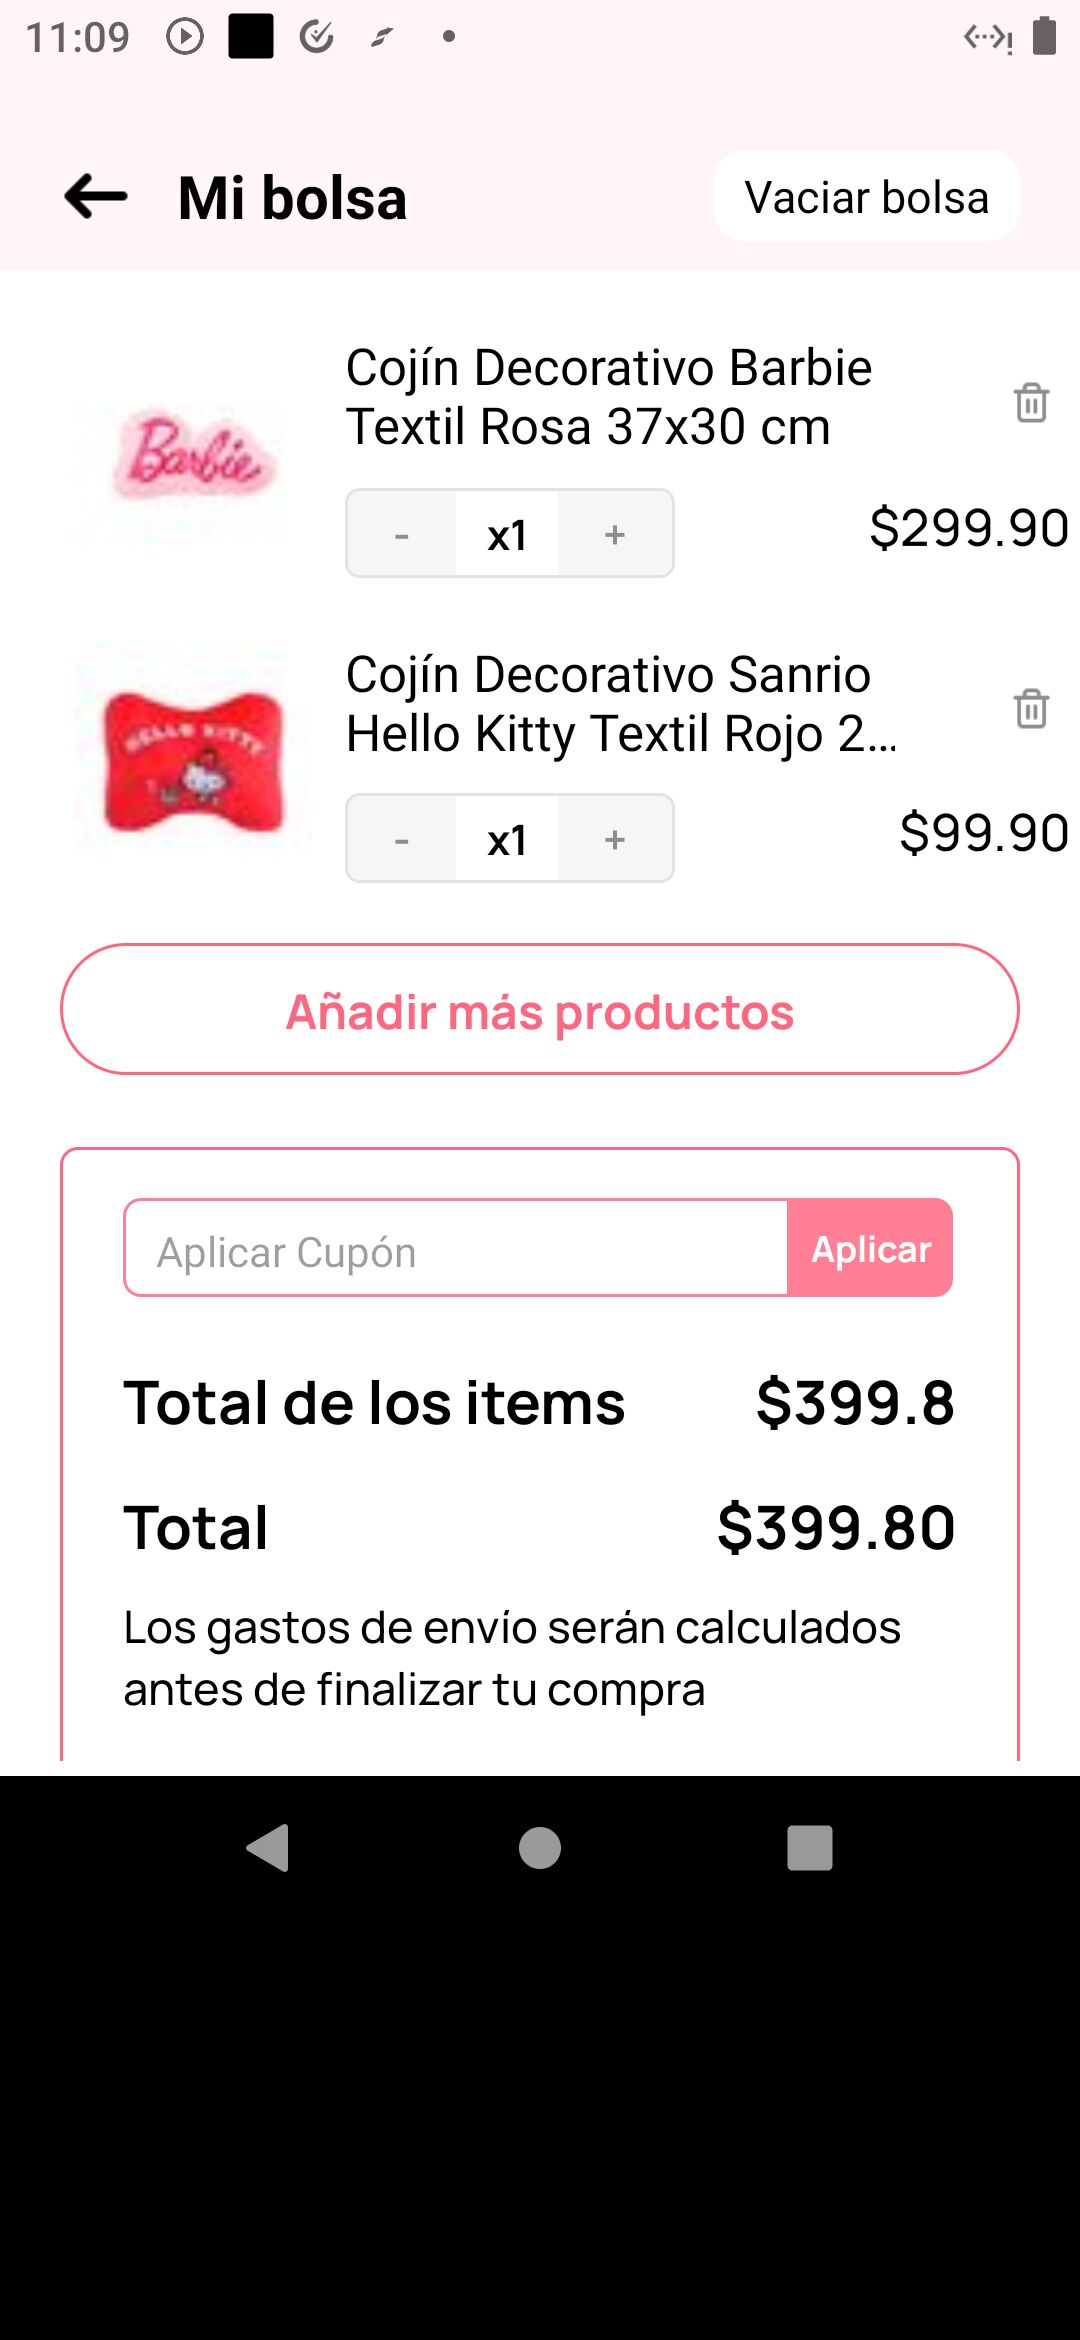 11:09
Mi bolsa
Vaciar bolsa
Cojín Decorativo Barbie
Textil Rosa 37x30 cm
Barbie
- x1 +
$299.90
Cojín Decorativo Sanrio
Hello Kitty Textil Rojo 2...
HELLO KITTY
- x1 +
$99.90
Añadir más productos
Aplicar Cupón
Aplicar
Total de los items $399.8
Total $399.80
Los gastos de envío serán calculados
antes de finalizar tu compra